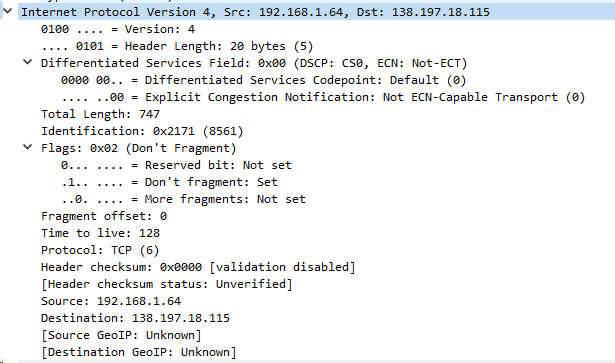 Internet Protocol Version 4, Src: 192.168.1.64, Dst: 138.197.18.115
0100 .... = Version: 4
.... 0101 = Header Length: 20 bytes (5)
Differentiated Services Field: 0x00 (DSCP: CS0, ECN: Not-ECT)
0000 00.. = Differentiated Services Codepoint: Default (0)
.... ..00 = Explicit Congestion Notification: Not ECN-Capable Transport (0)
Total Length: 747
Identification: 0x2171 (8561)
Flags: 0x02 (Don't Fragment)
0... .... = Reserved bit: Not set
.1.. .... = Don't fragment: Set
..0. .... = More fragments: Not set
Fragment offset: 0
Time to live: 128
Protocol: TCP (6)
Header checksum: 0x0000 [validation disabled]
[Header checksum status: Unverified]
Source: 192.168.1.64
Destination: 138.197.18.115
[Source GeoIP: Unknown]
[Destination GeoIP: Unknown]